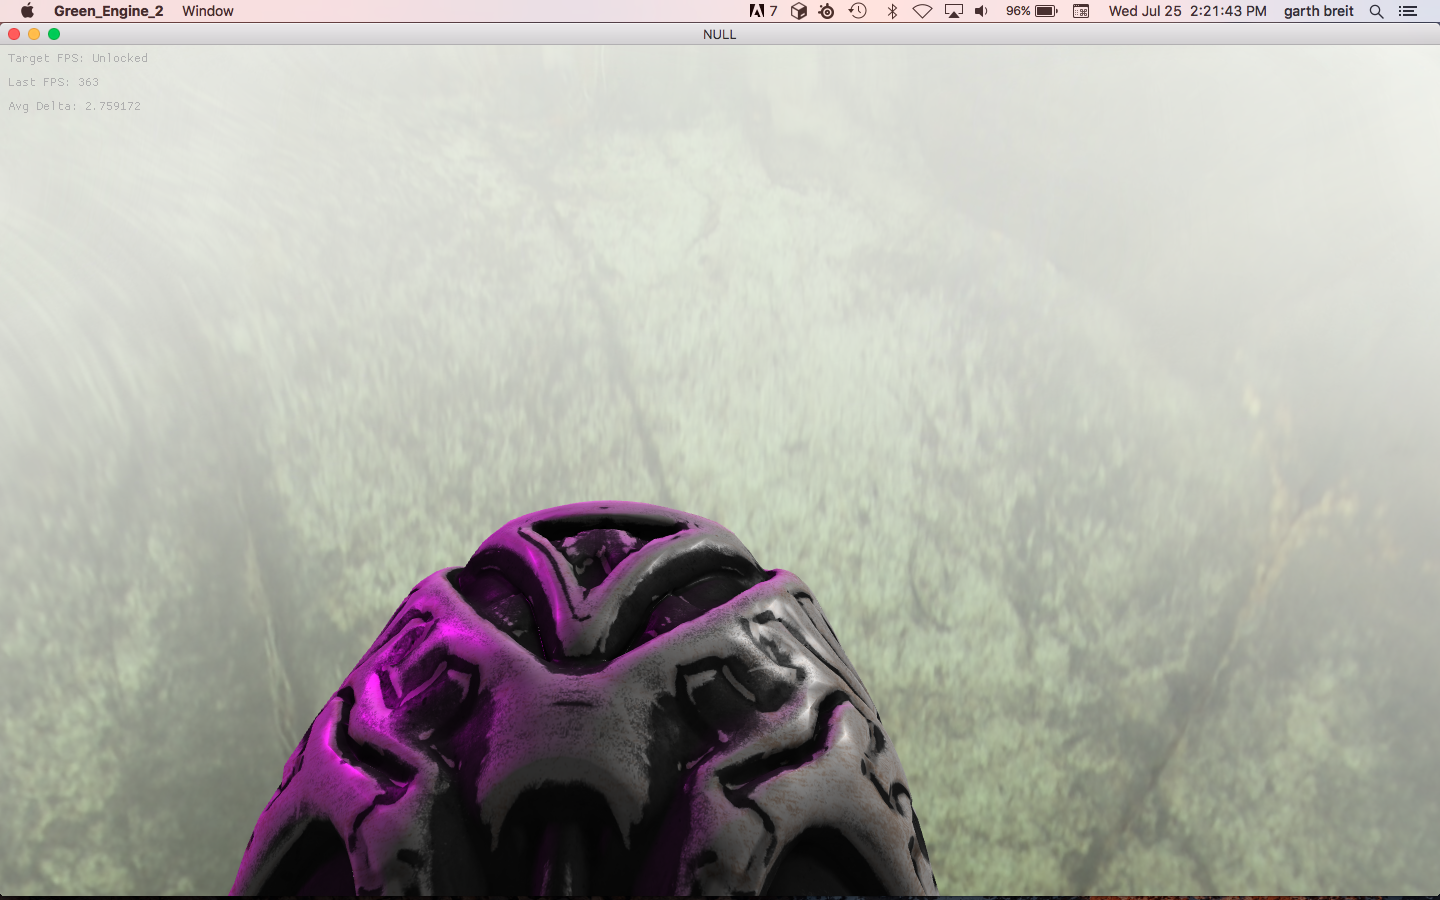 Green_Engine_2 Window 7 96% Wed Jul 25 2:21:43 PM garth breit
NULL
Target FPS: Unlocked
Last FPS: 363
Avg Delta: 2.759172